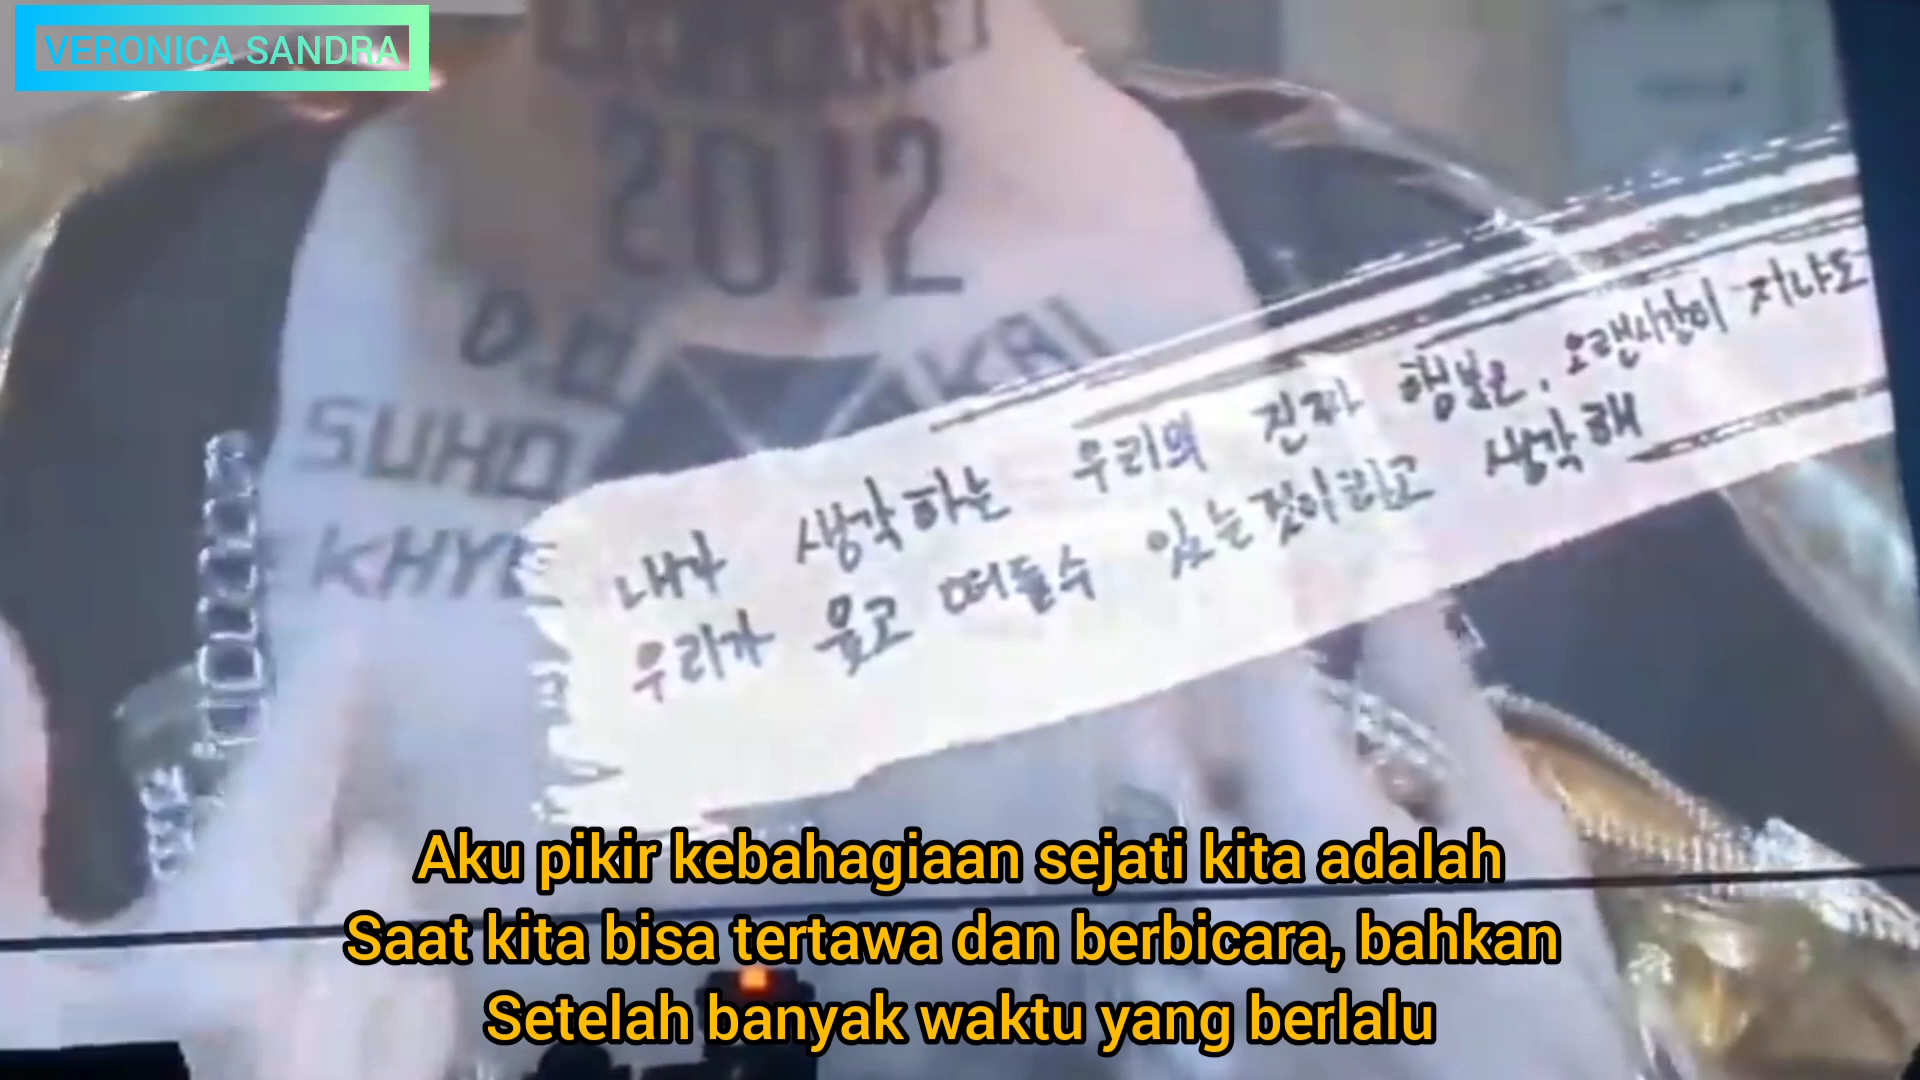 VERONICA SANDRA
2012
D.O
KAI
SUHO
내가 생각하는 우리의 진짜 행복은, 오랜시간이 지나도
우리가 웃고 떠들수 있는것이라고 생각해
Aku pikir kebahagiaan sejati kita adalah
Saat kita bisa tertawa dan berbicara, bahkan
Setelah banyak waktu yang berlalu